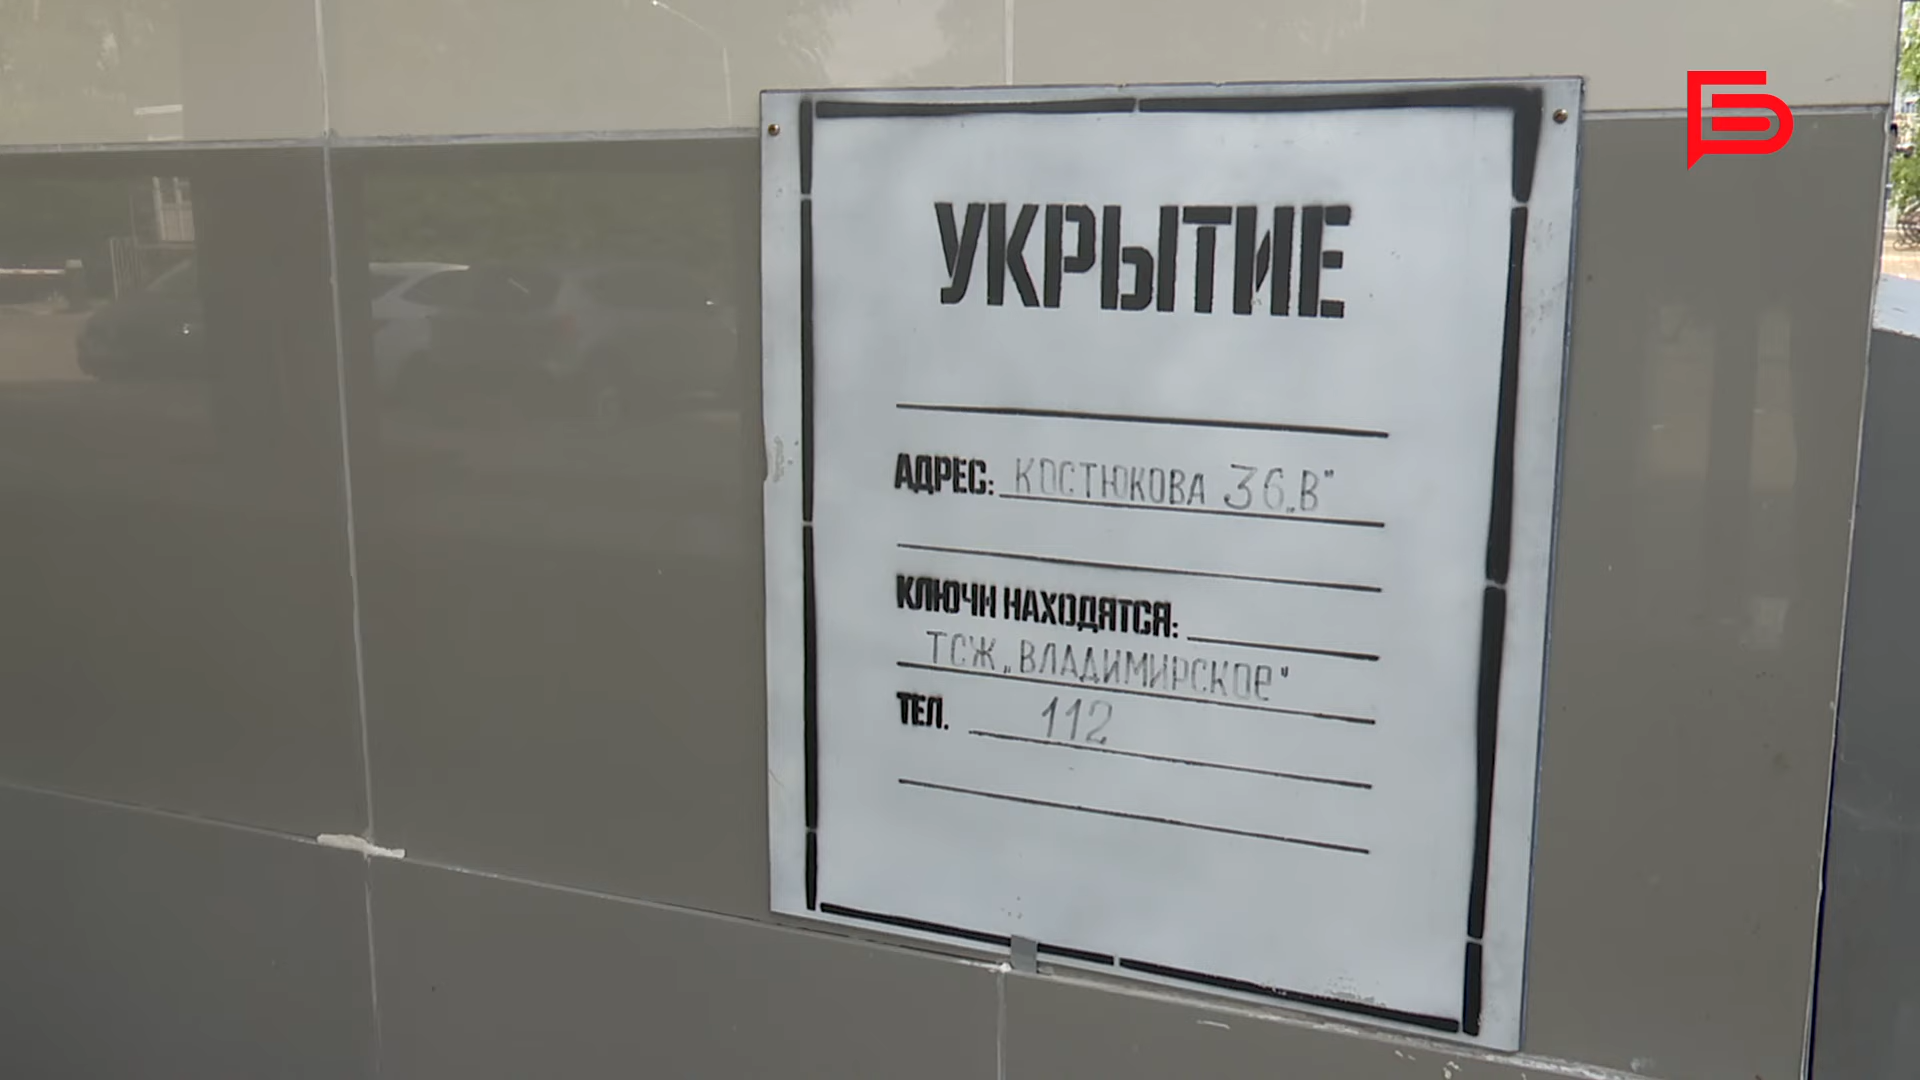 УКРЫТИЕ
АДРЕС: КОСТЮКОВА 36„В"
КЛЮЧИ НАХОДЯТСЯ:
ТСЖ „ВЛАДИМИРСКОЕ"
ТЕЛ. 112
Б